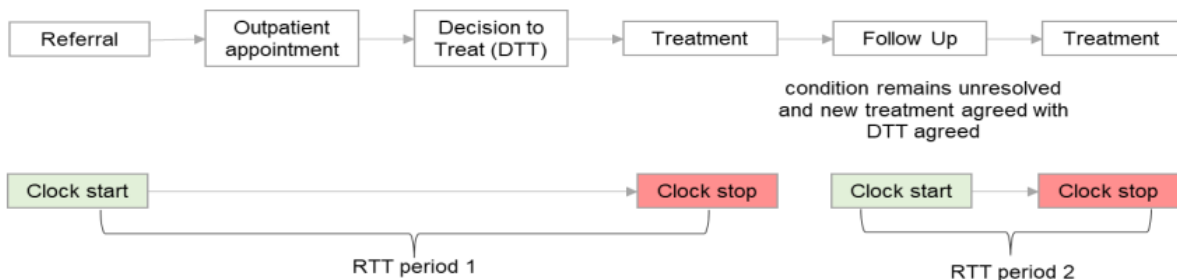 Referral
Outpatient
appointment
Decision to
Treat (DTT)
Treatment
Follow Up
Treatment
condition remains unresolved
and new treatment agreed with
DTT agreed
Clock start
Clock stop
Clock start
Clock stop
RTT period 1
RTT period 2